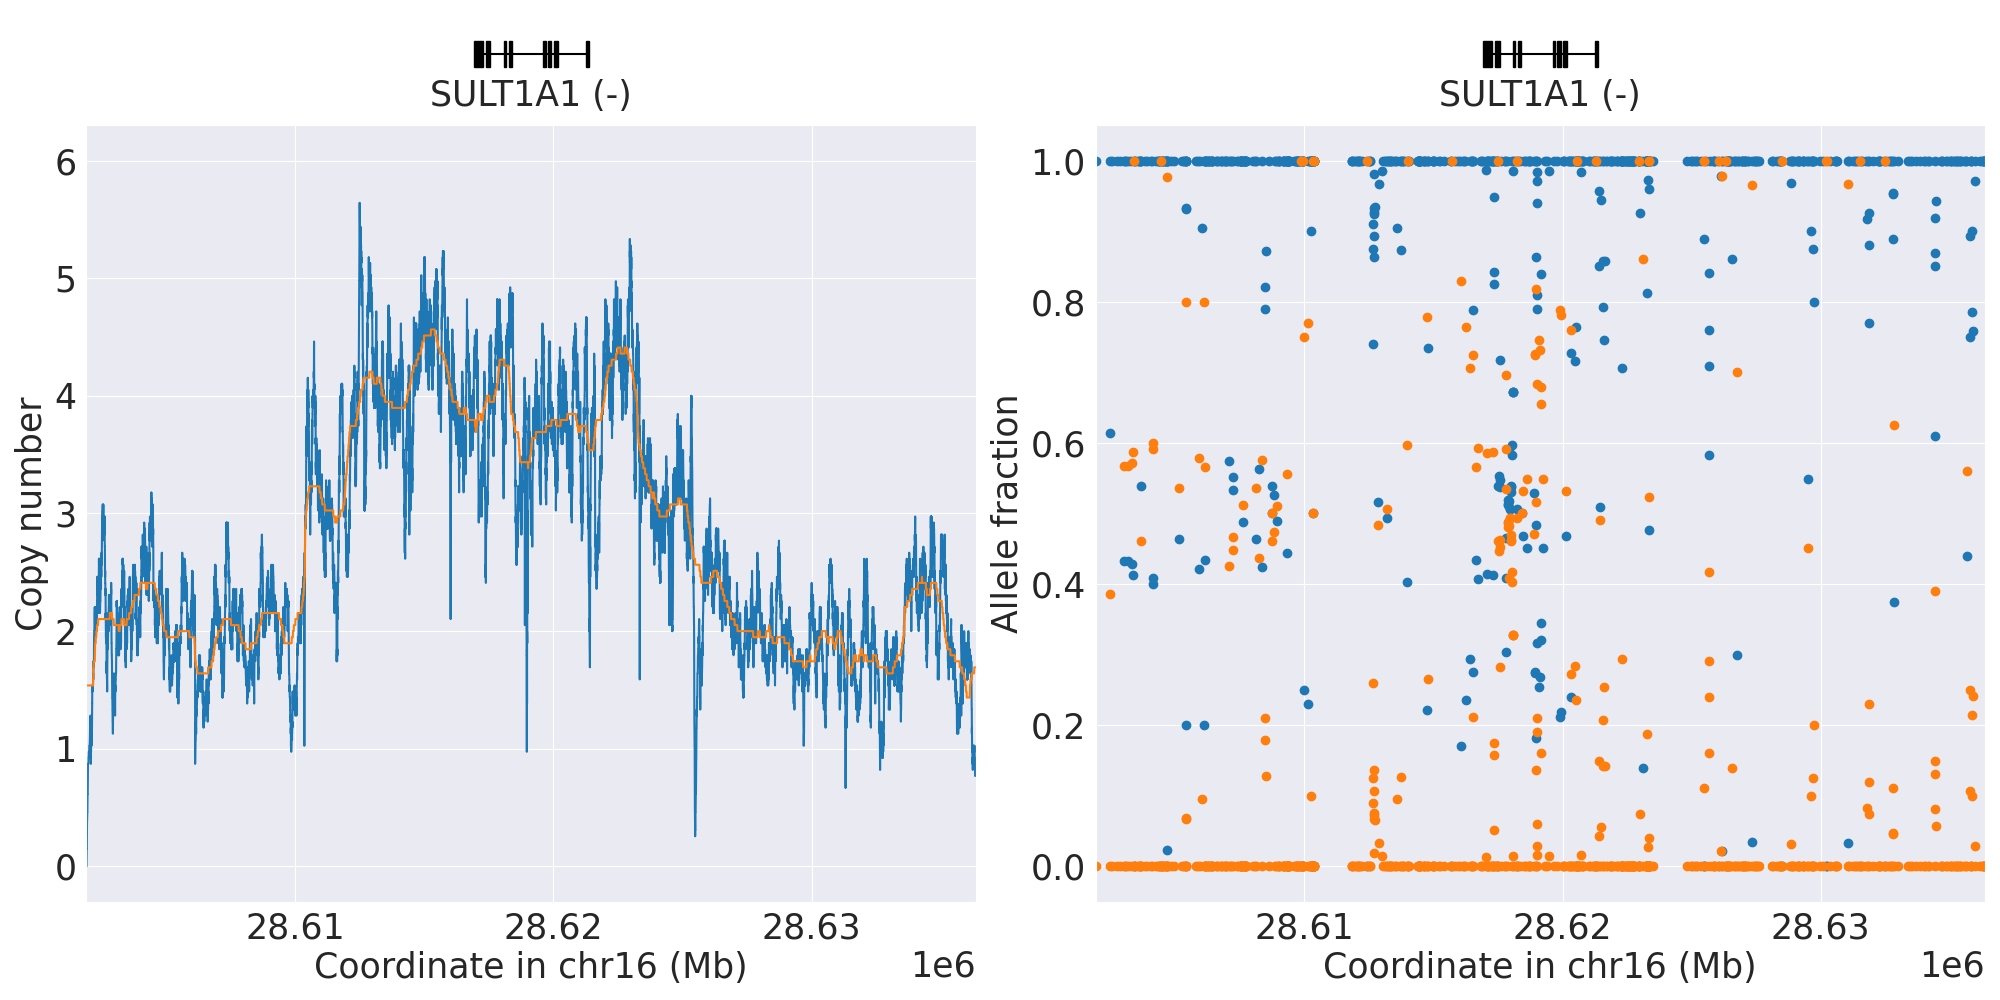 SULT1A1 (-)
6
5
4
3
2
1
0
Copy number
28.61
28.62
28.63
Coordinate in chr16 (Mb)
1e6
SULT1A1 (-)
1.0
0.8
0.6
0.4
0.2
0.0
Allele fraction
28.61
28.62
28.63
Coordinate in chr16 (Mb)
1e6